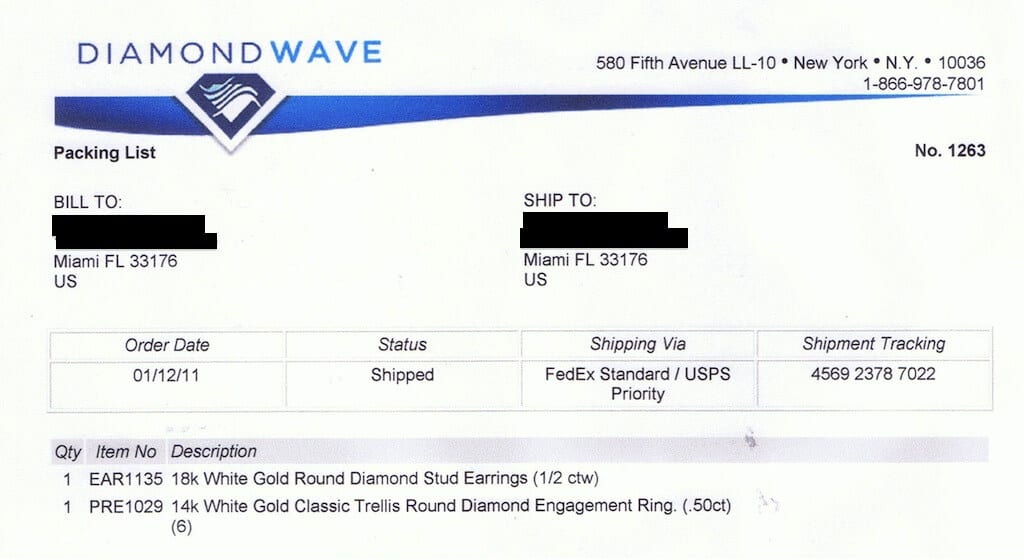 DIAMONDWAVE
580 Fifth Avenue LL-10 • New York • N.Y. • 10036
1-866-978-7801
Packing List
No. 1263
BILL TO:
SHIP TO:
Miami FL 33176
Miami FL 33176
US
US
Order Date Status Shipping Via Shipment Tracking
01/12/11 Shipped FedEx Standard / USPS 4569 2378 7022
Priority
Qty Item No Description
1 EAR1135 18k White Gold Round Diamond Stud Earrings (1/2 ctw)
1 PRE1029 14k White Gold Classic Trellis Round Diamond Engagement Ring. (.50ct)
(6)